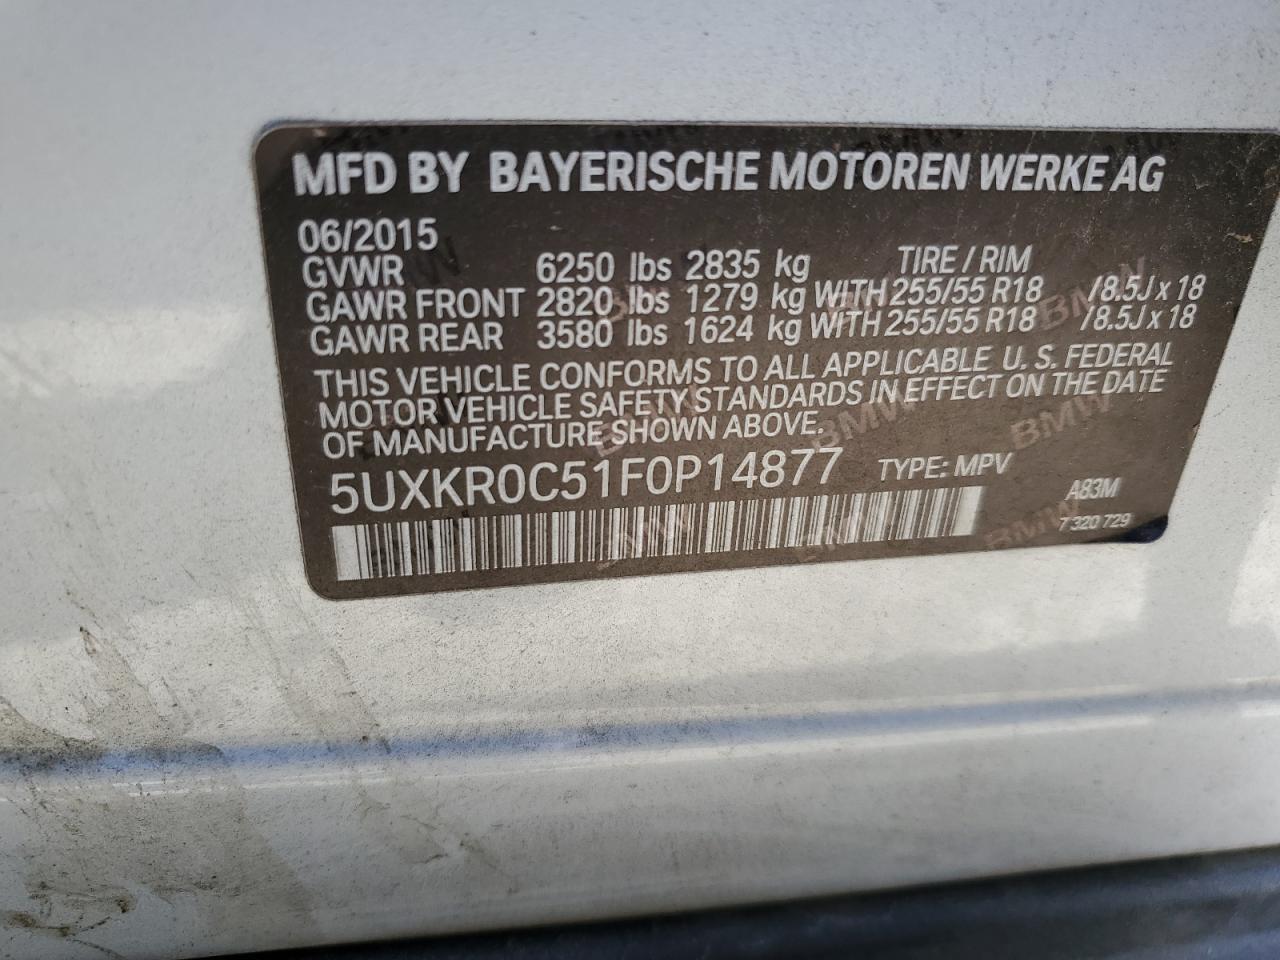 MFD BY BAYERISCHE MOTOREN WERKE AG
06/2015
GVWR 6250 lbs 2835 kg TIRE / RIM
GAWR FRONT 2820 lbs 1279 kg WITH 255/55 R18 /8.5J x 18
GAWR REAR 3580 lbs 1624 kg WITH 255/55 R18 /8.5J x 18
THIS VEHICLE CONFORMS TO ALL APPLICABLE U. S. FEDERAL
MOTOR VEHICLE SAFETY STANDARDS IN EFFECT ON THE DATE
OF MANUFACTURE SHOWN ABOVE.
5UXKR0C51F0P14877 TYPE: MPV
A83M
7 320 729